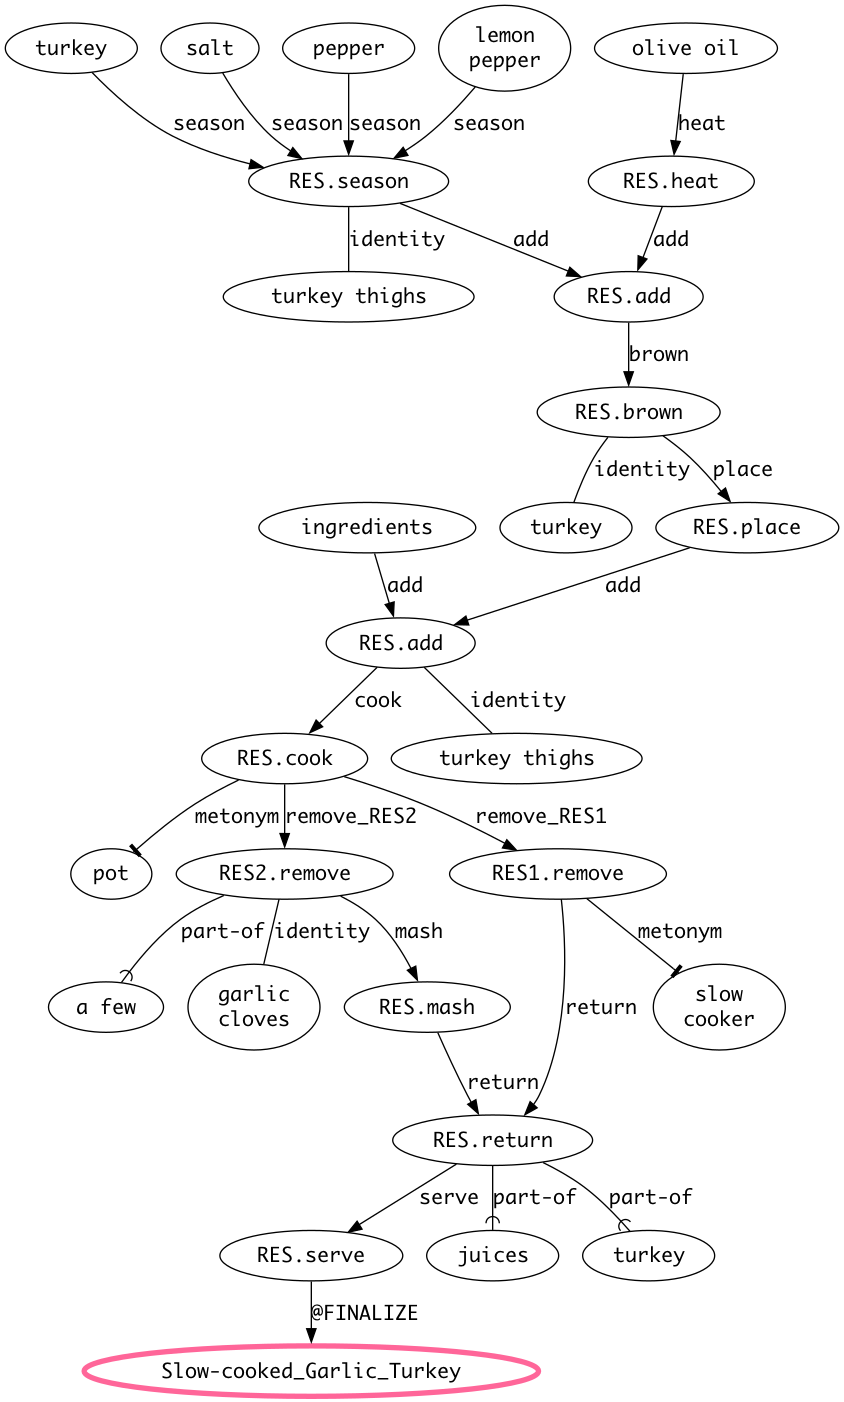 turkey
salt
pepper
lemon
pepper
olive oil
season
season
season
season
heat
RES.season
RES.heat
identity
add
add
turkey thighs
RES.add
brown
RES.brown
identity
place
ingredients
turkey
RES.place
add
add
RES.add
cook
identity
RES.cook
turkey thighs
metonym
remove_RES2
remove_RES1
pot
RES2.remove
RES1.remove
part-of
identity
mash
metonym
a few
garlic
cloves
RES.mash
return
slow
cooker
return
RES.return
serve
part-of
part-of
RES.serve
juices
turkey
@FINALIZE
Slow-cooked_Garlic_Turkey